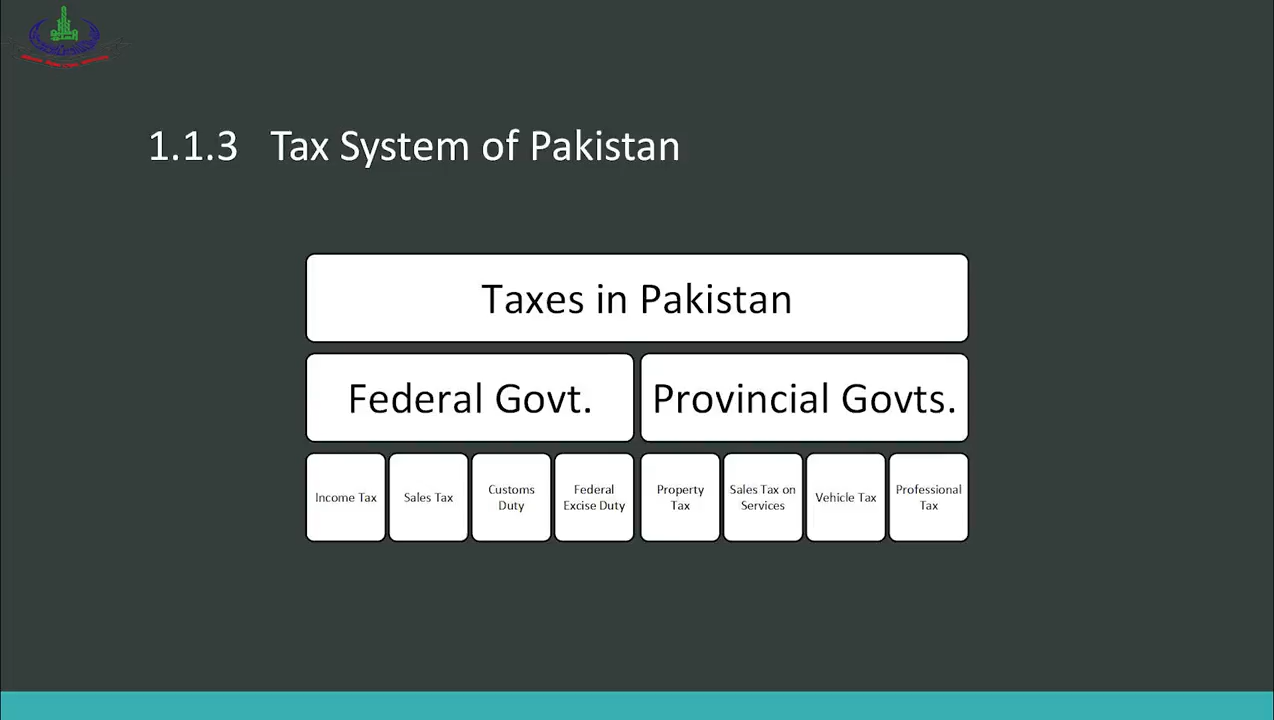 1.1.3 Tax System of Pakistan
Taxes in Pakistan
Federal Govt.
Provincial Govts.
Income Tax
Sales Tax
Customs
Duty
Federal
Excise Duty
Property
Tax
Sales Tax on
Services
Vehicle Tax
Professional
Tax